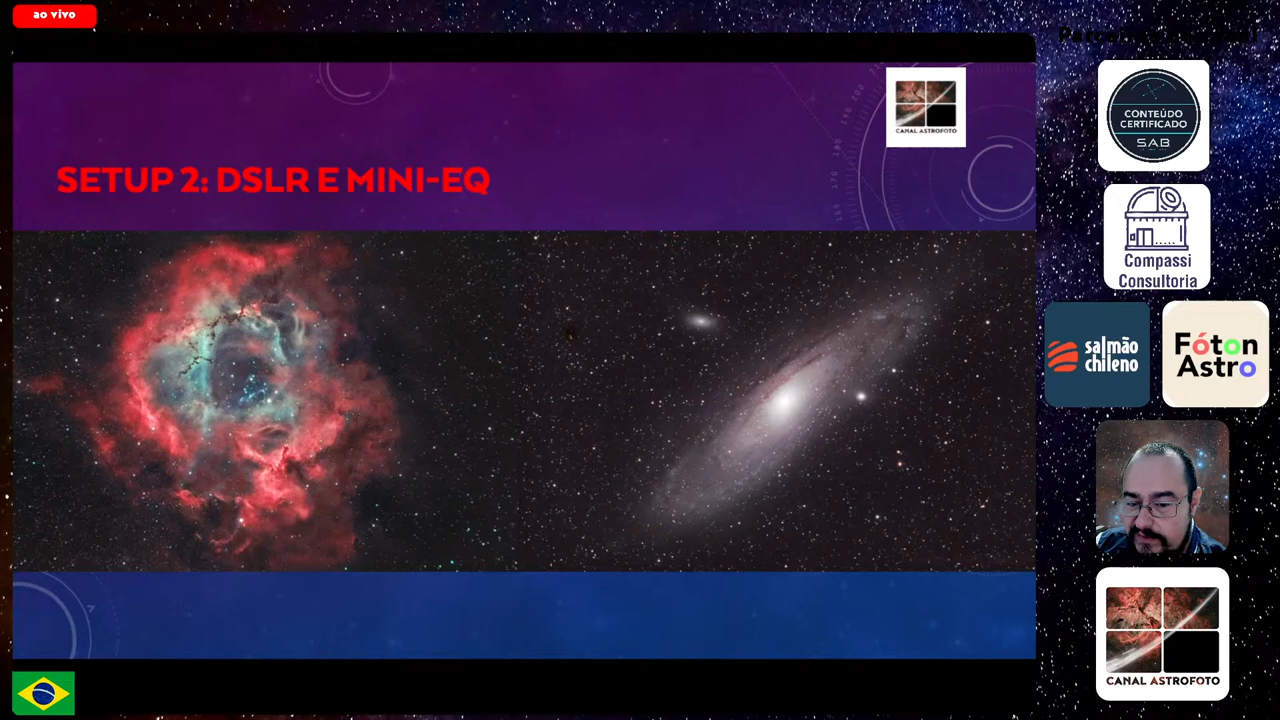 ao vivo
CANAL ASTROFOTO
SETUP 2: DSLR E MINI-EQ
CONTEÚDO
CERTIFICADO
SAB
Compassi
Consultoria
salmão
chileno
Fóton
Astro
CANAL ASTROFOTO